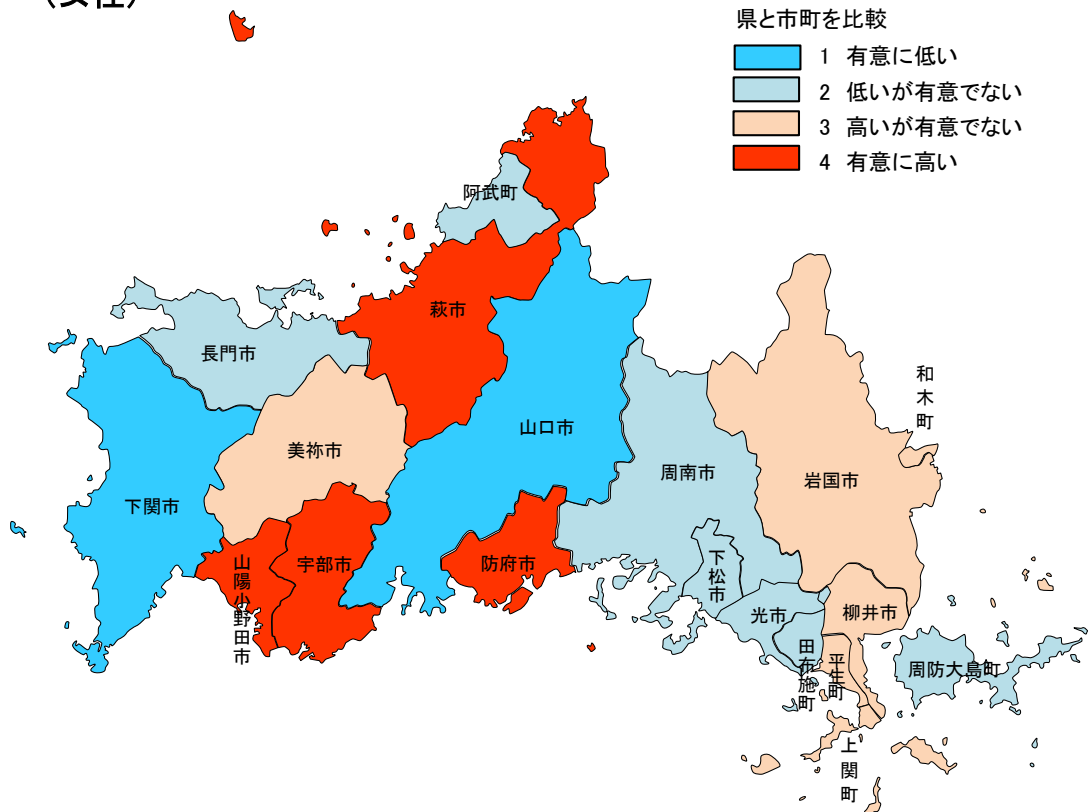 (女性)
県と市町を比較
1 有意に低い
2 低いが有意でない
3 高いが有意でない
4 有意に高い
阿武町
萩市
長門市
和木町
山口市
美祢市
周南市
岩国市
下関市
山陽小野田市
宇部市
防府市
下松市
光市
柳井市
田布施町
平生町
周防大島町
上関町